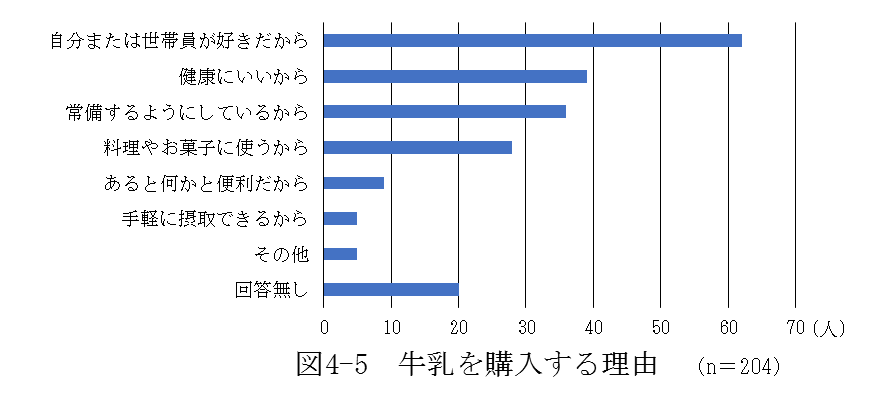 自分または世帯員が好きだから
健康にいいから
常備するようにしているから
料理やお菓子に使うから
あると何かと便利だから
手軽に摂取できるから
その他
回答無し
0 10 20 30 40 50 60 70 (人)
図4-5 牛乳を購入する理由 (n=204)